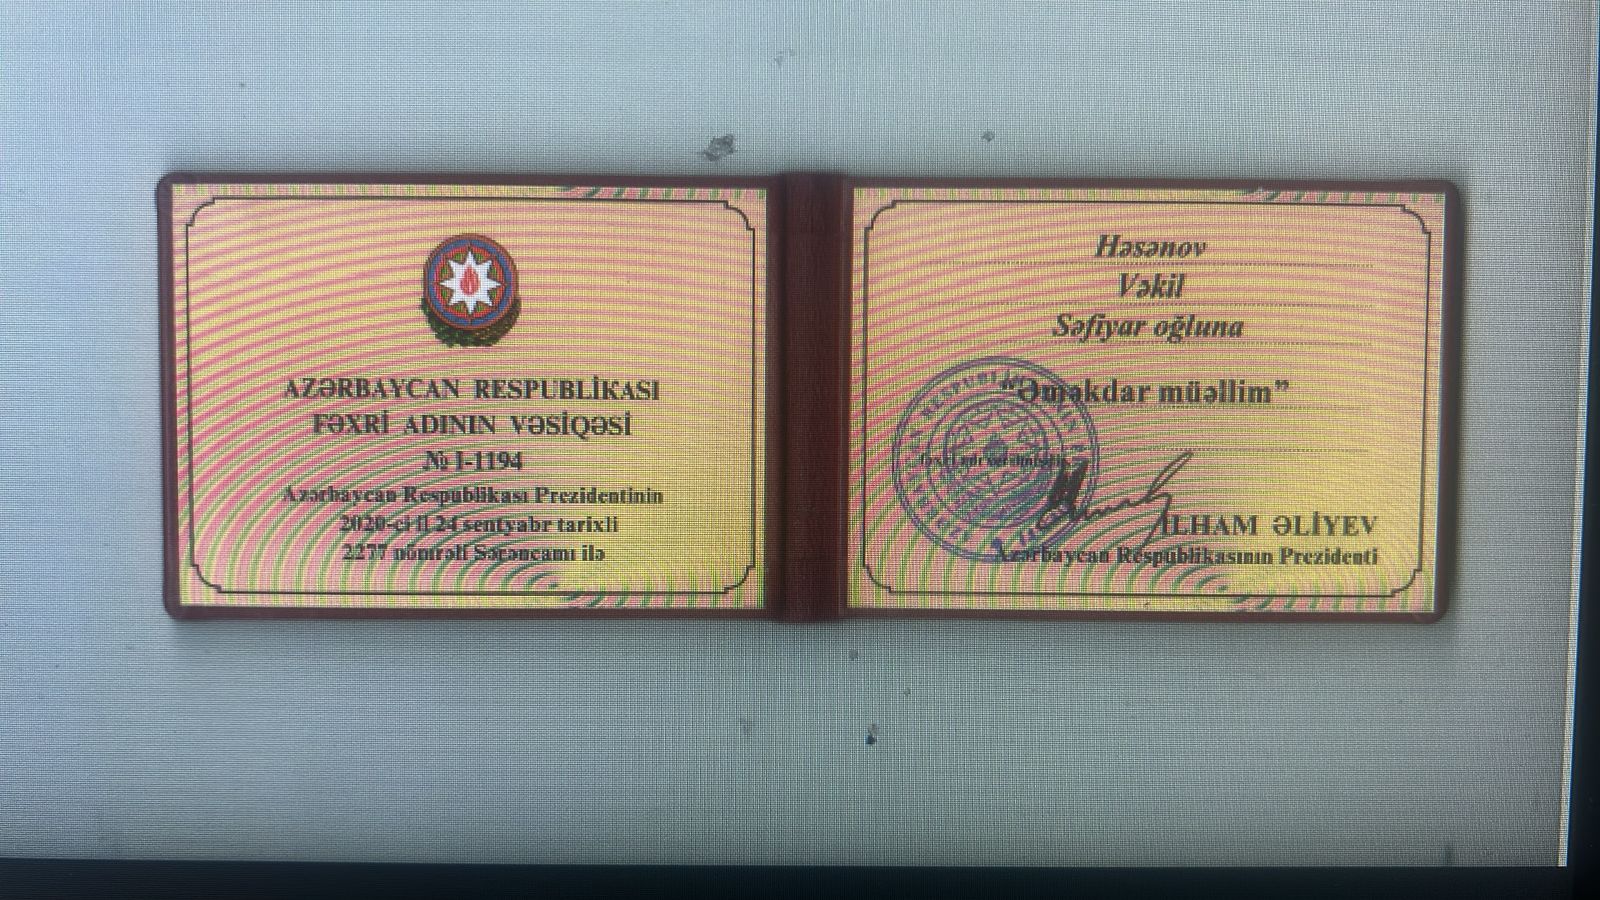 AZƏRBAYCAN RESPUBLİKASI
FƏXRİ ADININ VƏSİQƏSİ
№ I-1194
Azərbaycan Respublikası Prezidentinin
2020-ci il 24 sentyabr tarixli
2277 nömrəli Sərəncamı ilə
Həsənov
Vəkil
Səfiyar oğluna
"Əməkdar müəllim"
İLHAM ƏLİYEV
Azərbaycan Respublikasının Prezidenti